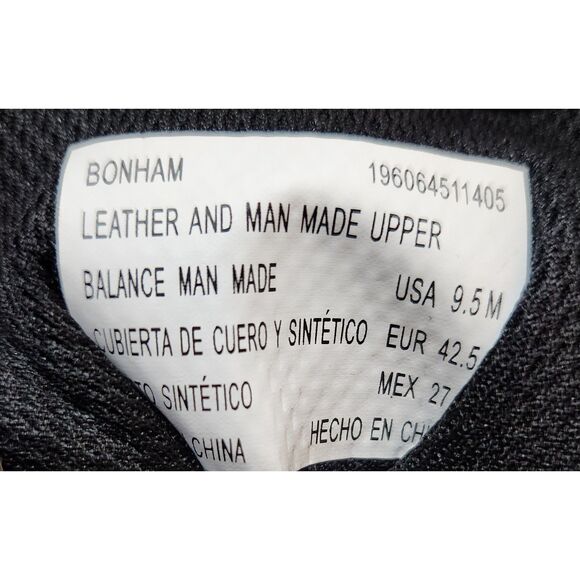 BONHAM 196064511405
LEATHER AND MAN MADE UPPER
BALANCE MAN MADE USA 9.5 M
CUBIERTA DE CUERO Y SINTÉTICO EUR 42.5
SINTÉTICO MEX 27
CHINA HECHO EN